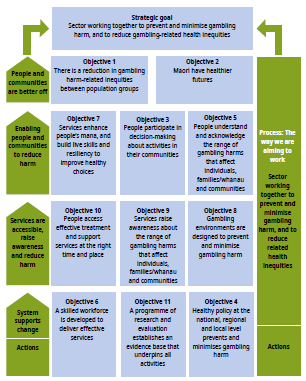 Strategic goal
Sector working together to prevent and minimise gambling
harm, and to reduce gambling-related health inequities
People and
communities
are better off
Objective 1
There is a reduction in gambling
harm-related inequities
between population groups
Objective 2
Maori have healthier
futures
Enabling
people and
communities
to reduce
harm
Objective 7
Services enhance
people's mana, and
build live skills and
resiliency to
improve healthy
choices
Objective 3
People participate in
decision-making
about activities in
their communities
Objective 5
People understand
and acknowledge
the range of
gambling harms
that affect
individuals,
families/whanau
and communities
Services are
accessible,
raise
awareness
and reduce
harm
Objective 10
People access
effective treatment
and support
services at the right
time and place
Objective 9
Services raise
awareness about
the range of
gambling harms
that affect
individuals,
families/whanau
and communities
Objective 8
Gambling
environments are
designed to prevent
and minimise
gambling harm
System
supports
change
Actions
Objective 6
A skilled workforce
is developed to
deliver effective
services
Objective 11
A programme of
research and
evaluation
establishes an
evidence base that
underpins all
activities
Objective 4
Healthy policy at the
national, regional
and local level
prevents and
minimises gambling
harm
Process: The
way we are
aiming to
work
Sector
working
together to
prevent and
minimise
gambling
harm, and to
reduce
related
health
inequities
Actions